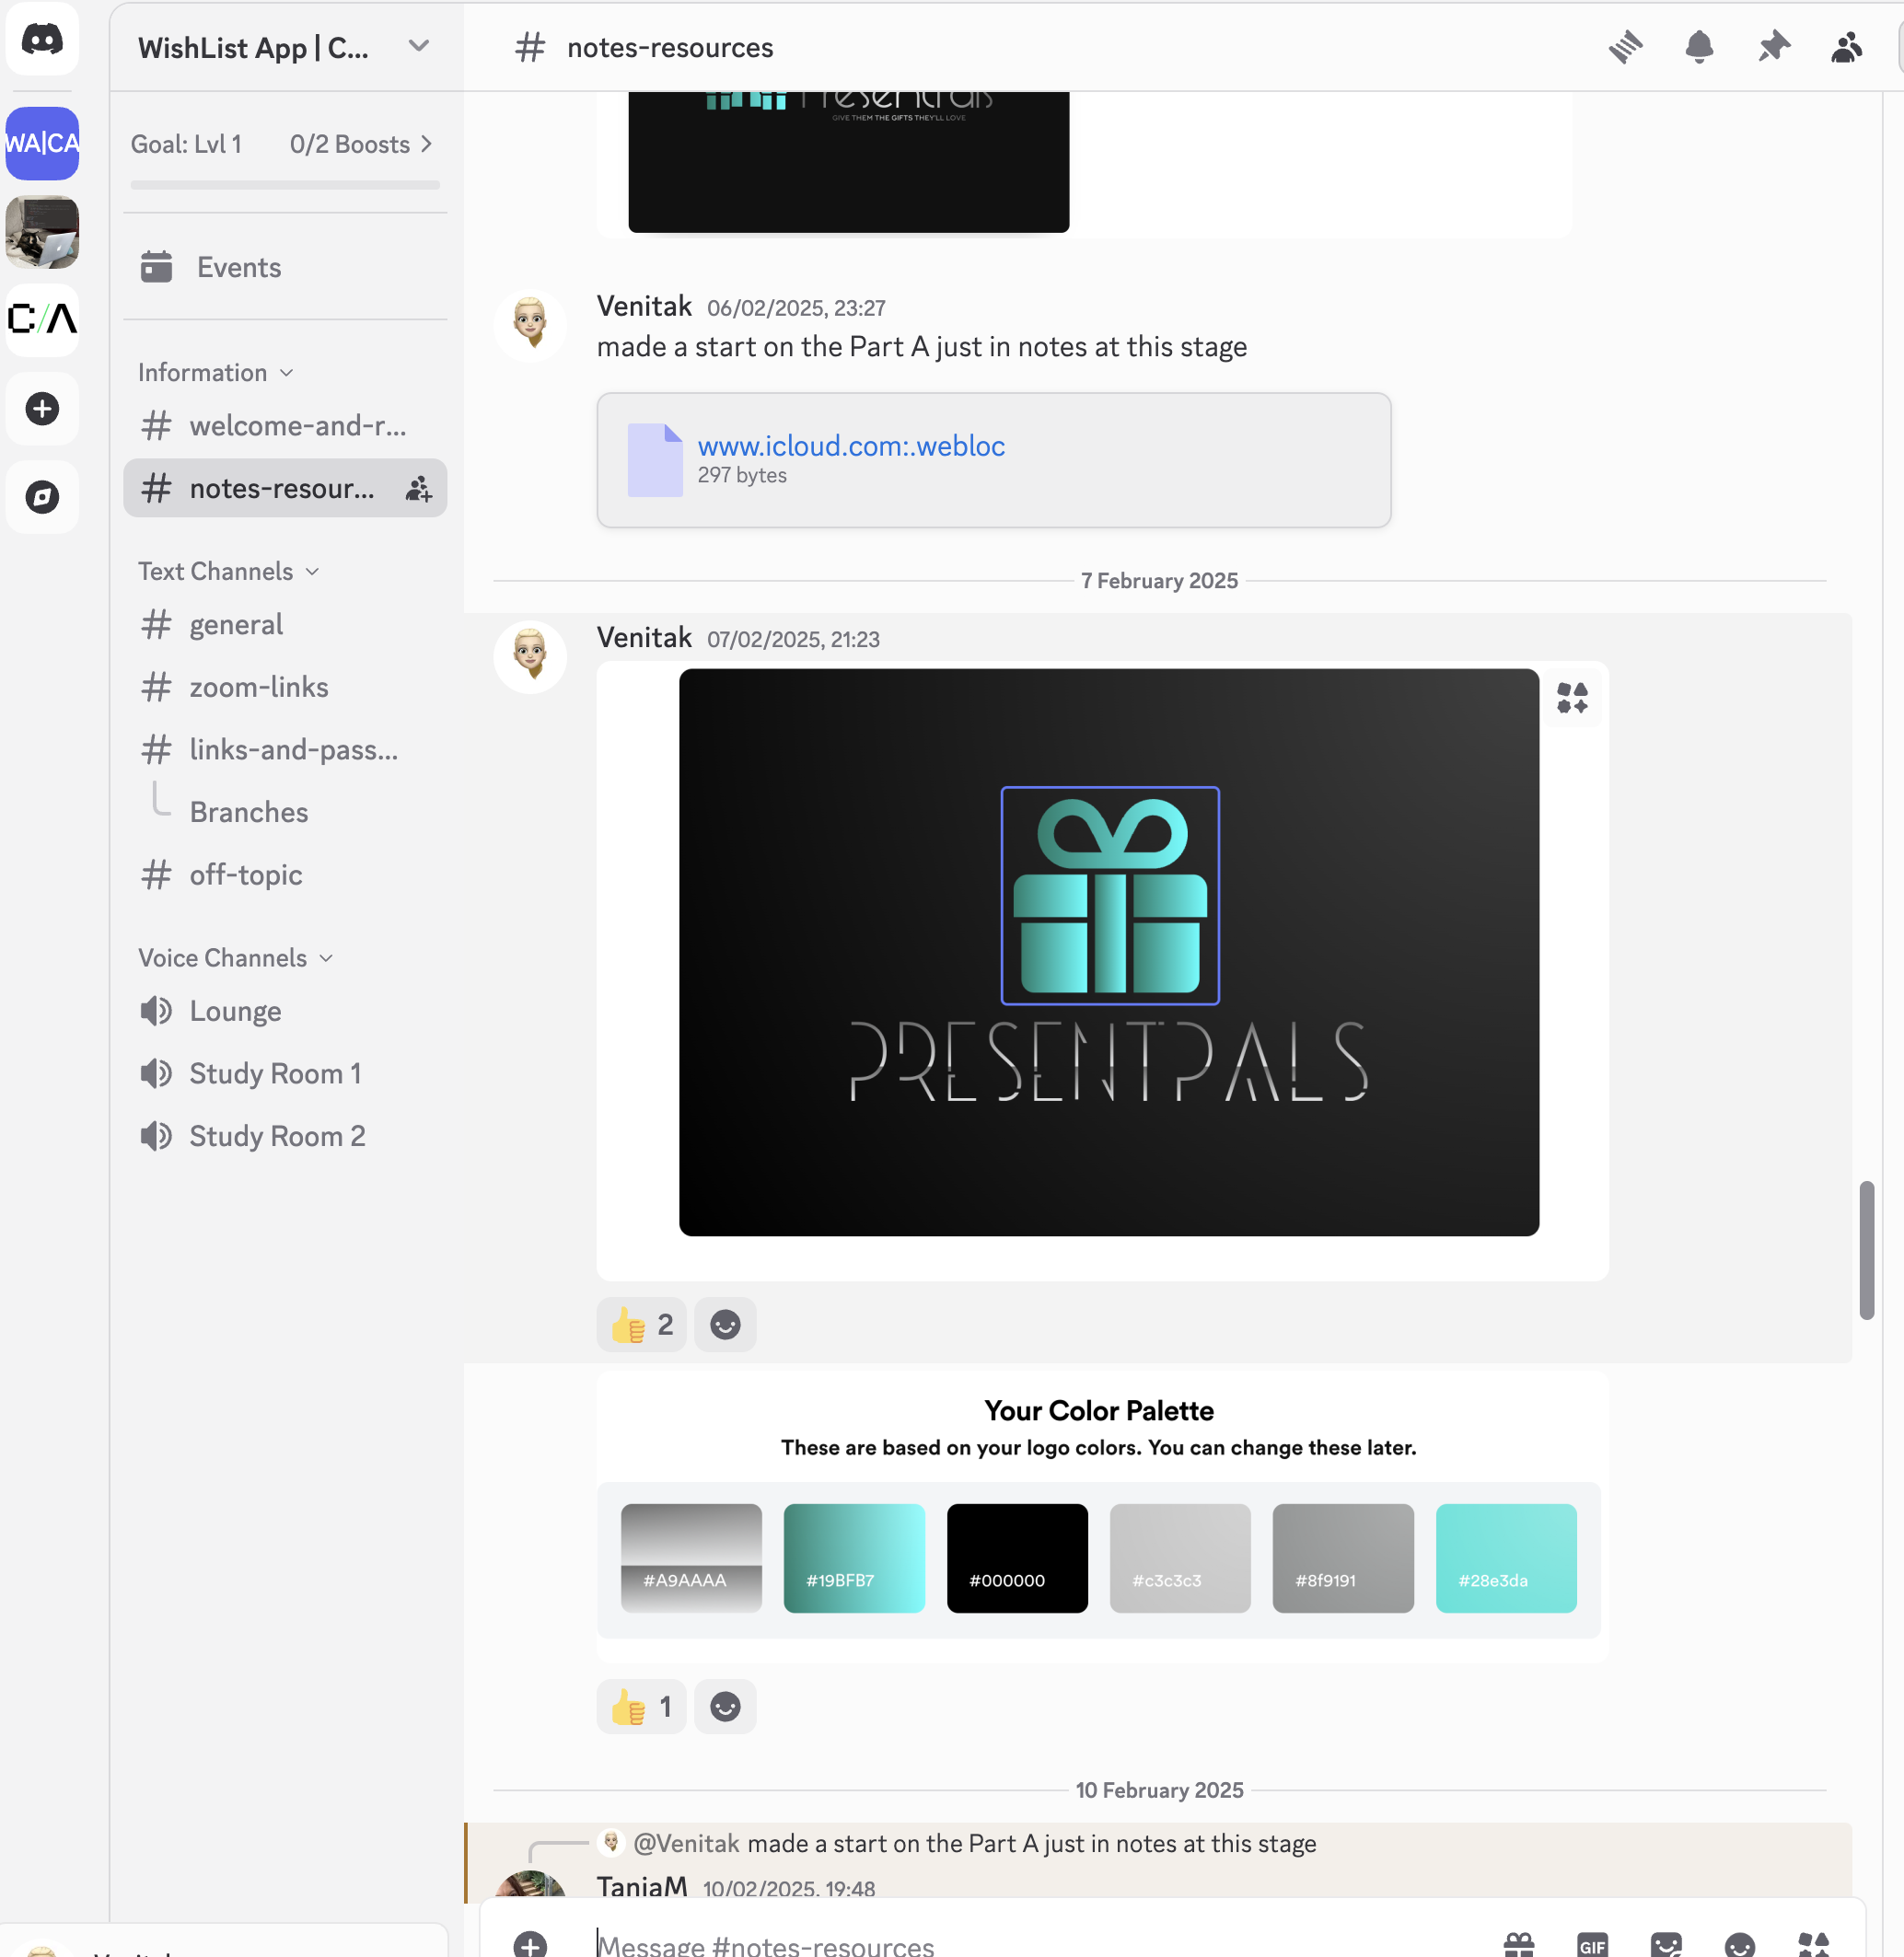 WishList App | C...
notes-resources
WA|CA
Goal: Lvl 1
0/2 Boosts
Events
Information
welcome-and-r...
notes-resour...
Text Channels
general
zoom-links
links-and-pass...
Branches
off-topic
Voice Channels
Lounge
Study Room 1
Study Room 2
C/A
GIVE THEM THE GIFTS THEY'LL LOVE
Venitak 06/02/2025, 23:27
made a start on the Part A just in notes at this stage
www.icloud.com:.webloc
297 bytes
7 February 2025
Venitak 07/02/2025, 21:23
PRESENTPALS
2
Your Color Palette
These are based on your logo colors. You can change these later.
#A9AAAA
#19BFB7
#000000
#c3c3c3
#8f9191
#28e3da
1
10 February 2025
@Venitak made a start on the Part A just in notes at this stage
TaniaM 10/02/2025, 19:48
Message #notes-resources
GIF